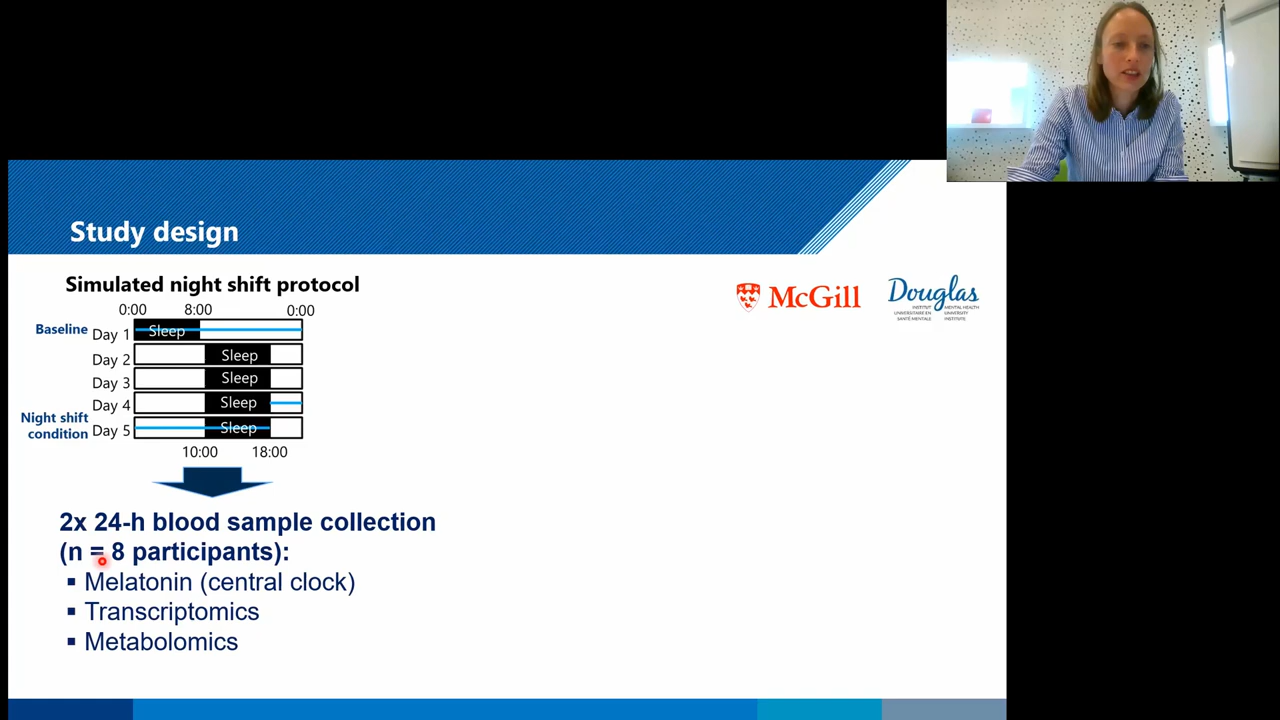 Study design
Simulated night shift protocol
0:00 8:00 0:00
Baseline Day 1 Sleep
Day 2 Sleep
Day 3 Sleep
Day 4 Sleep
Night shift condition Day 5 Sleep
10:00 18:00
2x 24-h blood sample collection
(n = 8 participants):
▪ Melatonin (central clock)
▪ Transcriptomics
▪ Metabolomics
McGill
Douglas
INSTITUT
UNIVERSITAIRE EN
SANTÉ MENTALE
MENTAL HEALTH
UNIVERSITY
INSTITUTE